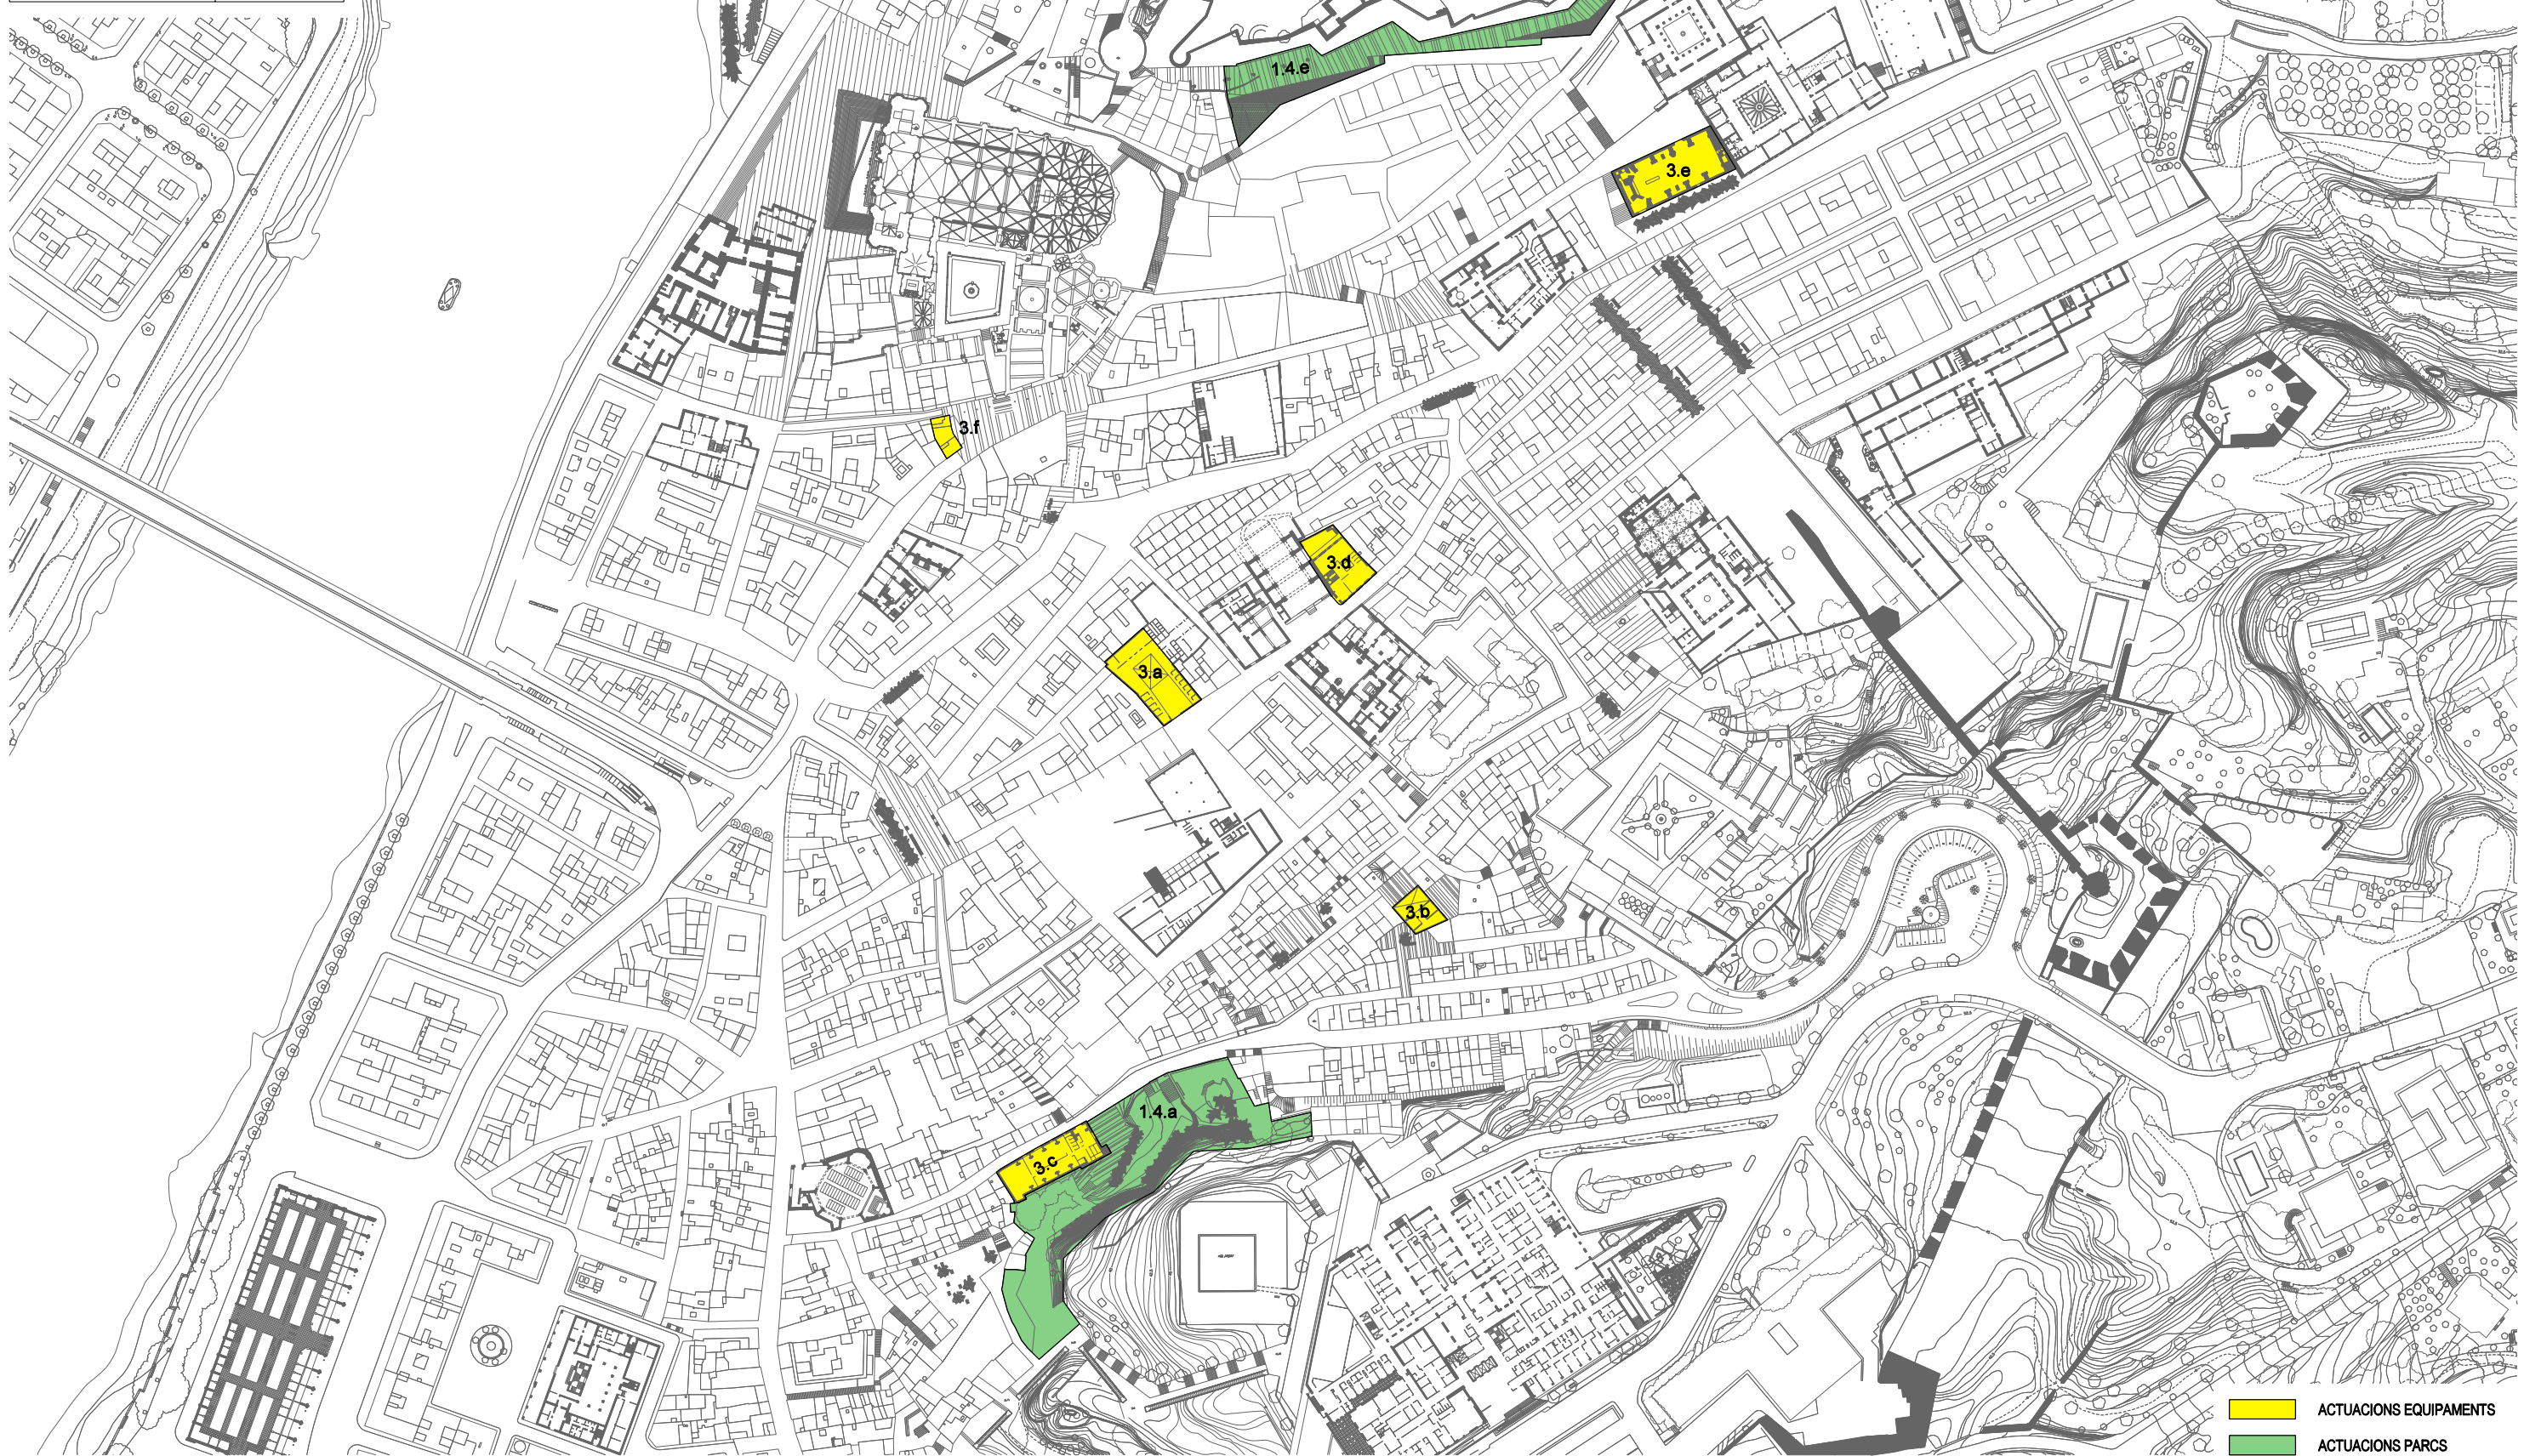 1.4.e
3.e
3.f
3.d
3.a
3.b
1.4.a
3.c
ACTUACIONS EQUIPAMENTS
ACTUACIONS PARCS